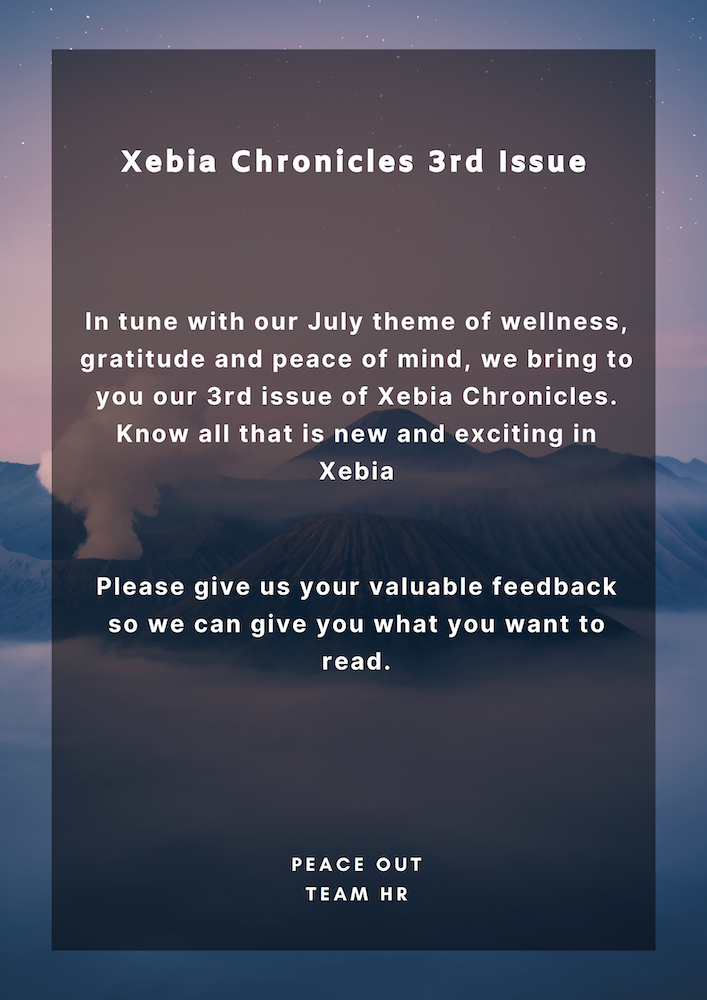 Xebia Chronicles 3rd Issue
In tune with our July theme of wellness,
gratitude and peace of mind, we bring to
you our 3rd issue of Xebia Chronicles.
Know all that is new and exciting in
Xebia
Please give us your valuable feedback
so we can give you what you want to
read.
PEACE OUT
TEAM HR